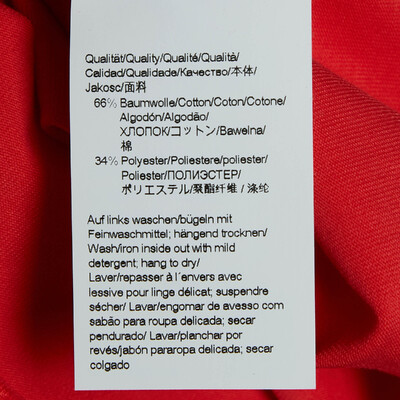 Qualität/Quality/Qualité/Qualità/
Calidad/Qualidade/Качество/本体/
Jakosc/面料
66% Baumwolle/Cotton/Coton/Cotone/
Algodón/Algodão/
ХЛОПОК/コットン/Bawelna/
棉
34% Polyester/Poliestere/poliester/
Poliester/ПОЛИЭСТЕР/
ポリエステル/聚酯纤维 / 涤纶
Auf links waschen/bügeln mit
Feinwaschmittel; hängend trocknen/
Wash/iron inside out with mild
detergent; hang to dry/
Laver/repasser à l´envers avec
lessive pour linge délicat; suspendre
sécher/ Lavar/engomar de avesso com
sabão para roupa delicada; secar
pendurado/ Lavar/planchar por
revés/jabón pararopa delicada; secar
colgado